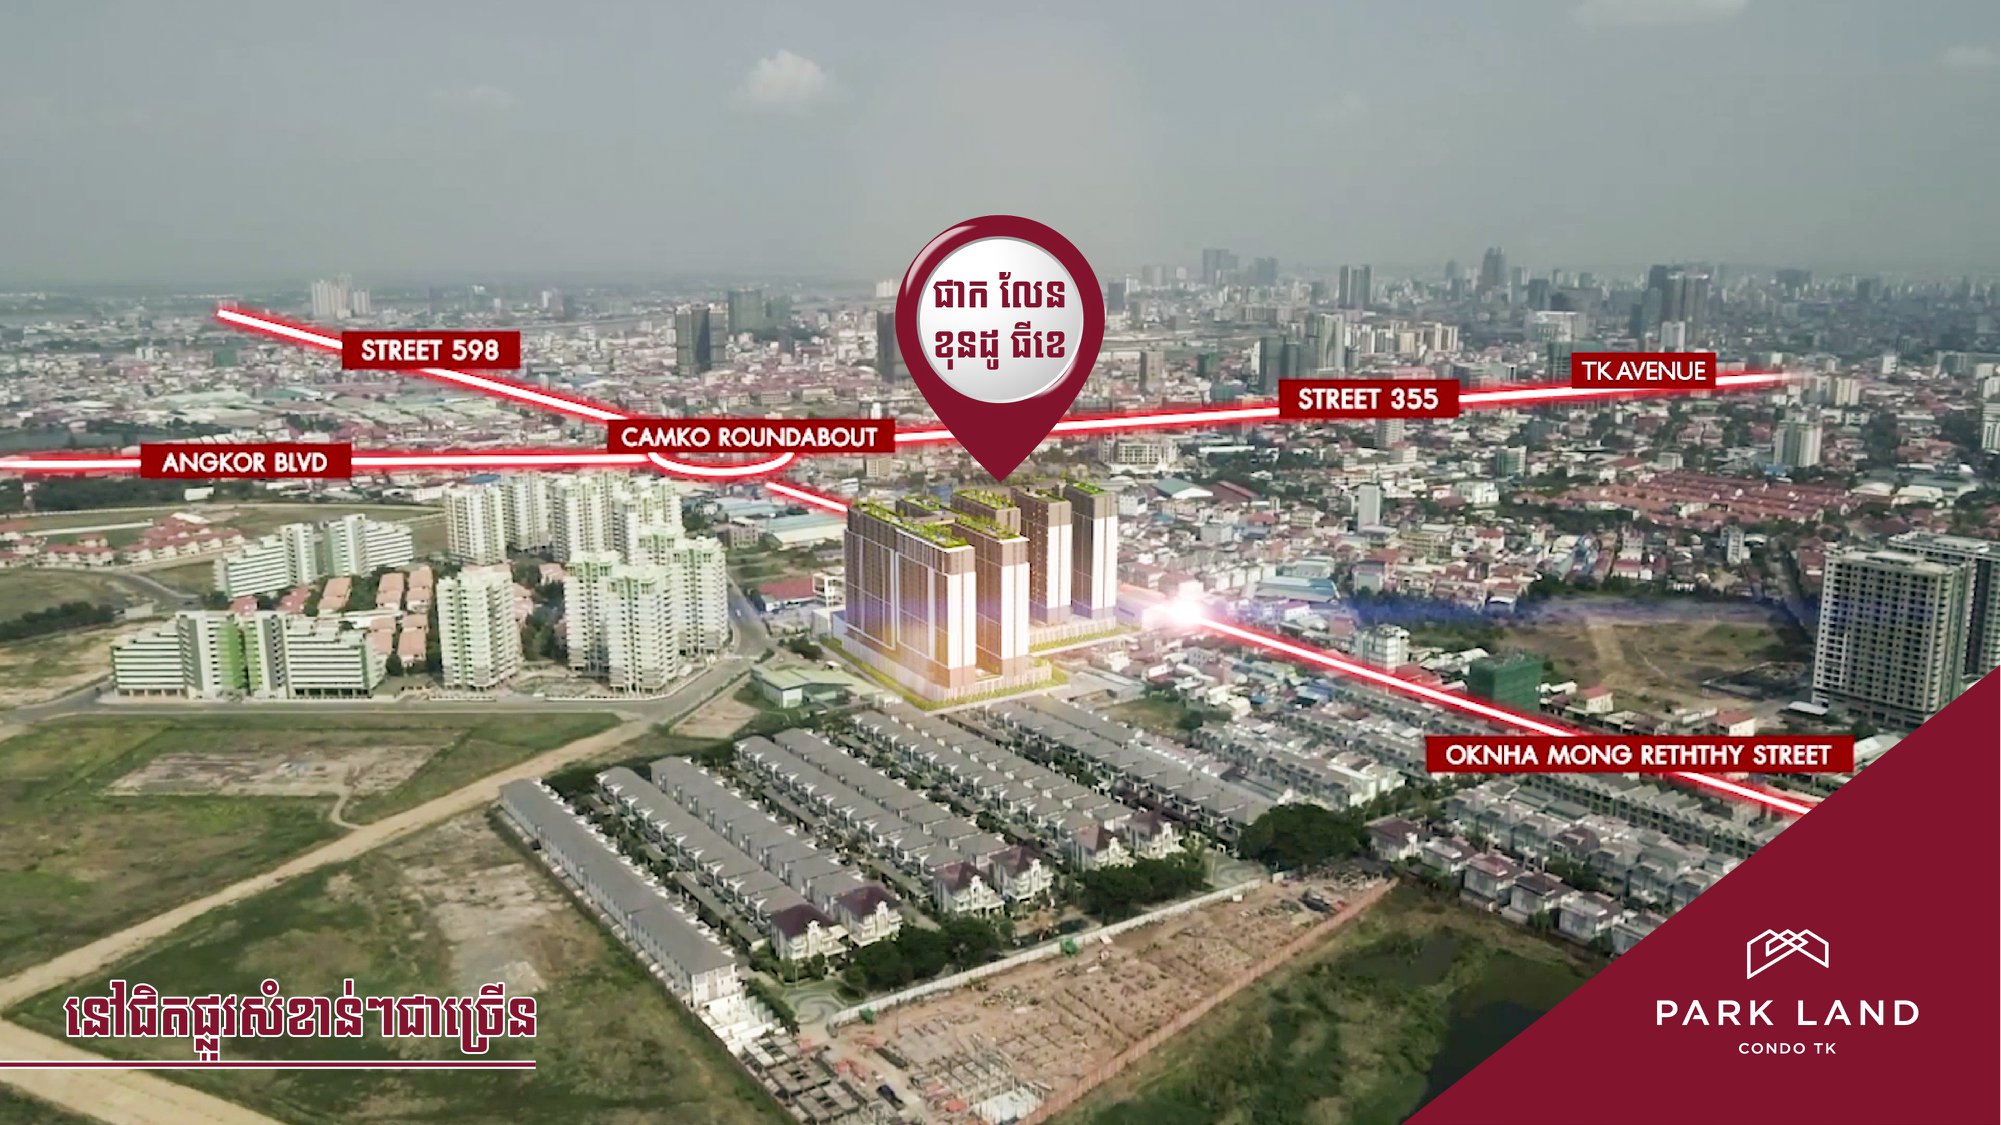 ផាក លែន
ខុនដូ ធីខេ
STREET 598
TK AVENUE
STREET 355
CAMKO ROUNDABOUT
ANGKOR BLVD
OKNHA MONG RETHTHY STREET
នៅជិតផ្លូវសំខាន់ៗជាច្រើន
PARK LAND
CONDO TK